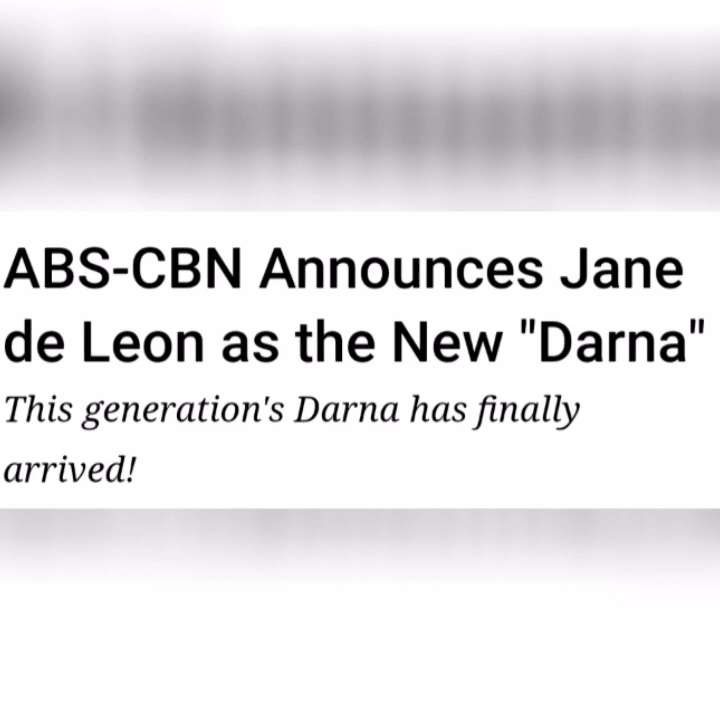 ABS-CBN Announces Jane
de Leon as the New "Darna"
This generation's Darna has finally
arrived!